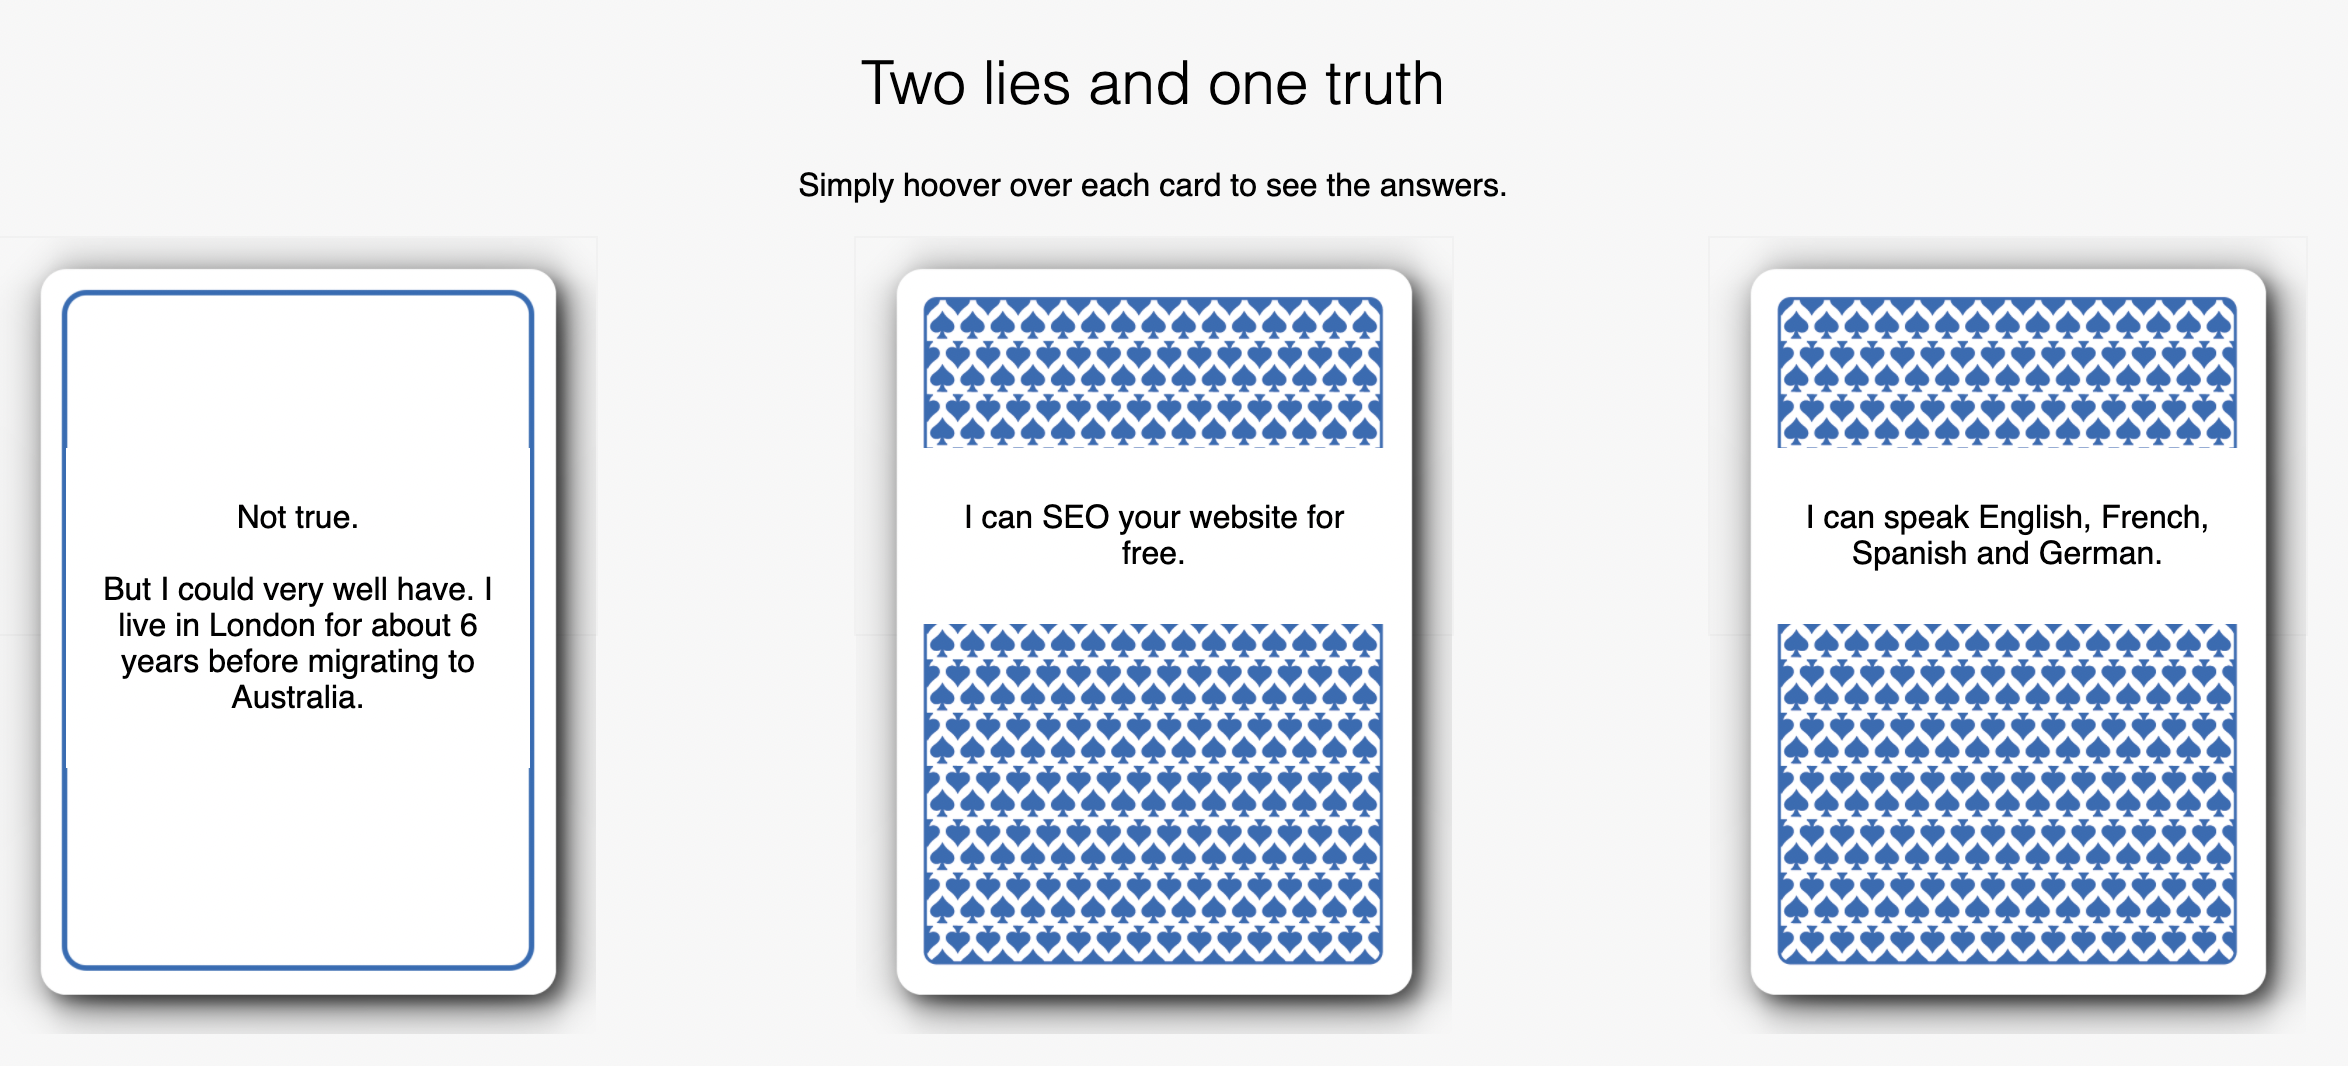 Two lies and one truth
Simply hoover over each card to see the answers.
Not true.
But I could very well have. I
live in London for about 6
years before migrating to
Australia.
I can SEO your website for
free.
I can speak English, French,
Spanish and German.